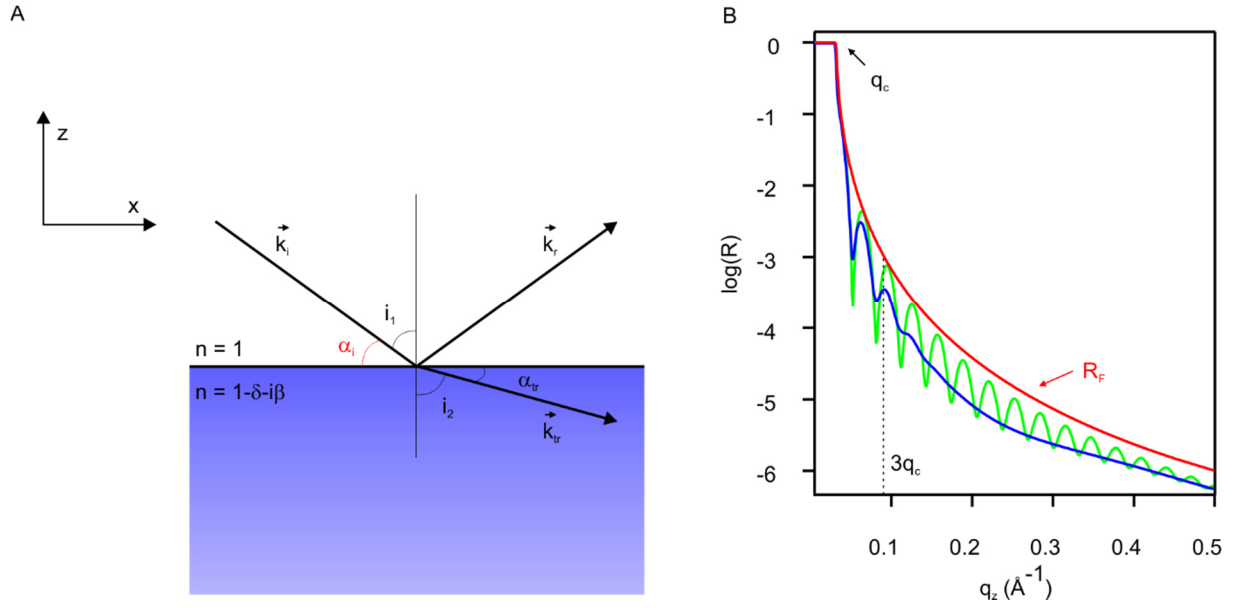 A
z
x
k_i
k_r
i_1
α_i
n = 1
n = 1-δ-iβ
α_tr
i_2
k_tr
B
log(R)
0
-1
-2
-3
-4
-5
-6
q_c
R_F
3q_c
0.1 0.2 0.3 0.4 0.5
q_z (Å^-1)